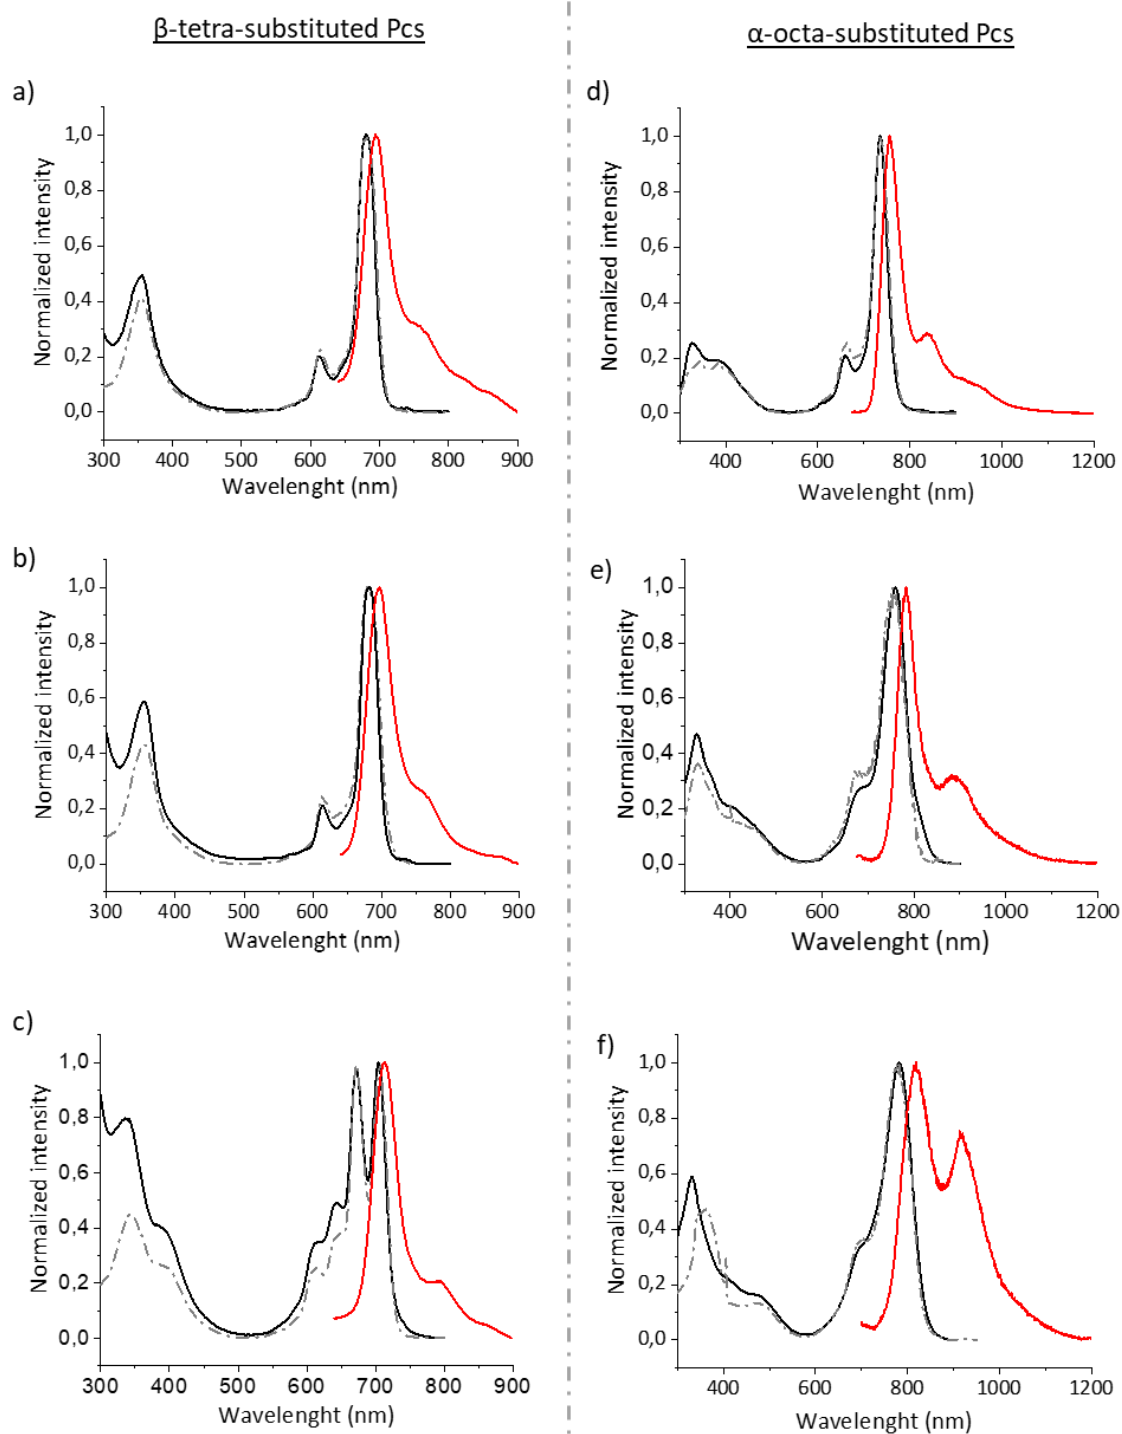 β-tetra-substituted Pcs
α-octa-substituted Pcs
a)
Normalized intensity
1,0
0,8
0,6
0,4
0,2
0,0
300 400 500 600 700 800 900
Wavelenght (nm)
d)
Normalized intensity
1,0
0,8
0,6
0,4
0,2
0,0
400 600 800 1000 1200
Wavelenght (nm)
b)
Normalized intensity
1,0
0,8
0,6
0,4
0,2
0,0
300 400 500 600 700 800 900
Wavelenght (nm)
e)
Normalized intensity
1,0
0,8
0,6
0,4
0,2
0,0
400 600 800 1000 1200
Wavelenght (nm)
c)
Normalized intensity
1,0
0,8
0,6
0,4
0,2
0,0
300 400 500 600 700 800 900
Wavelenght (nm)
f)
Normalized intensity
1,0
0,8
0,6
0,4
0,2
0,0
400 600 800 1000 1200
Wavelenght (nm)